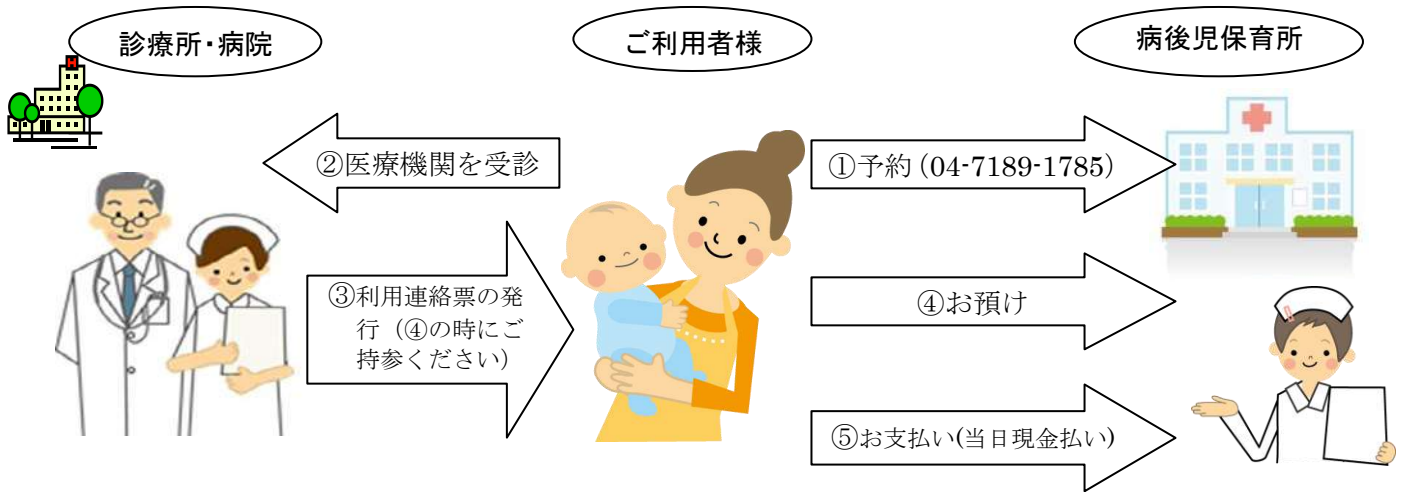 診療所・病院
ご利用者様
病後児保育所
H
②医療機関を受診
①予約(04-7189-1785)
③利用連絡票の発
行（④の時にご
持参ください）
④お預け
⑤お支払い(当日現金払い)